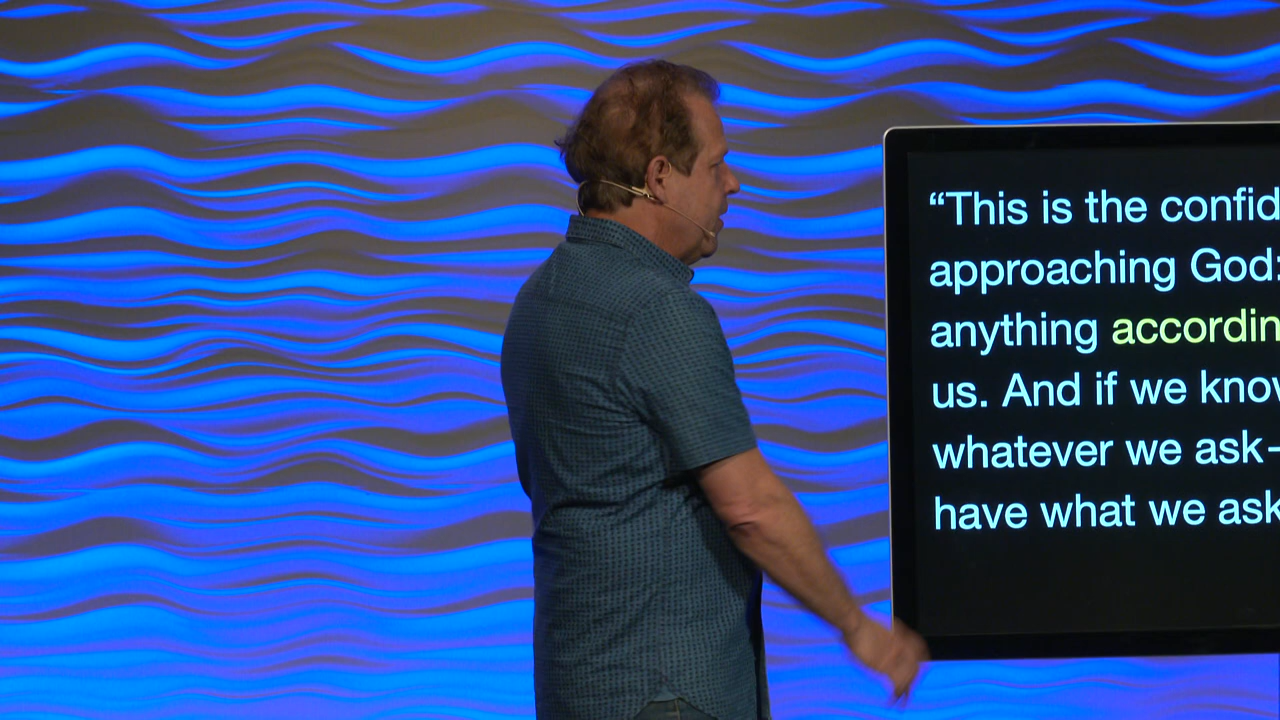 “This is the confid
approaching God:
anything accordin
us. And if we know
whatever we ask–
have what we ask